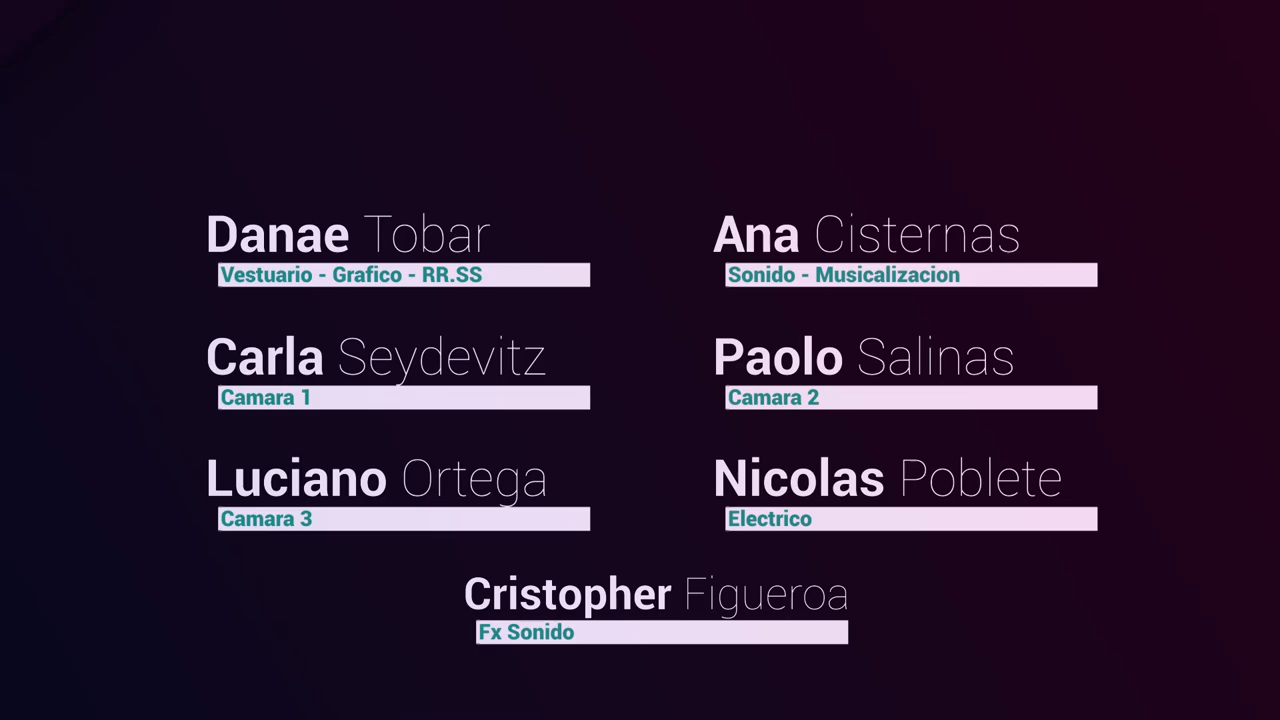 Danae Tobar
Vestuario - Grafico - RR.SS
Ana Cisternas
Sonido - Musicalizacion
Carla Seydevitz
Camara 1
Paolo Salinas
Camara 2
Luciano Ortega
Camara 3
Nicolas Poblete
Electrico
Cristopher Figueroa
Fx Sonido